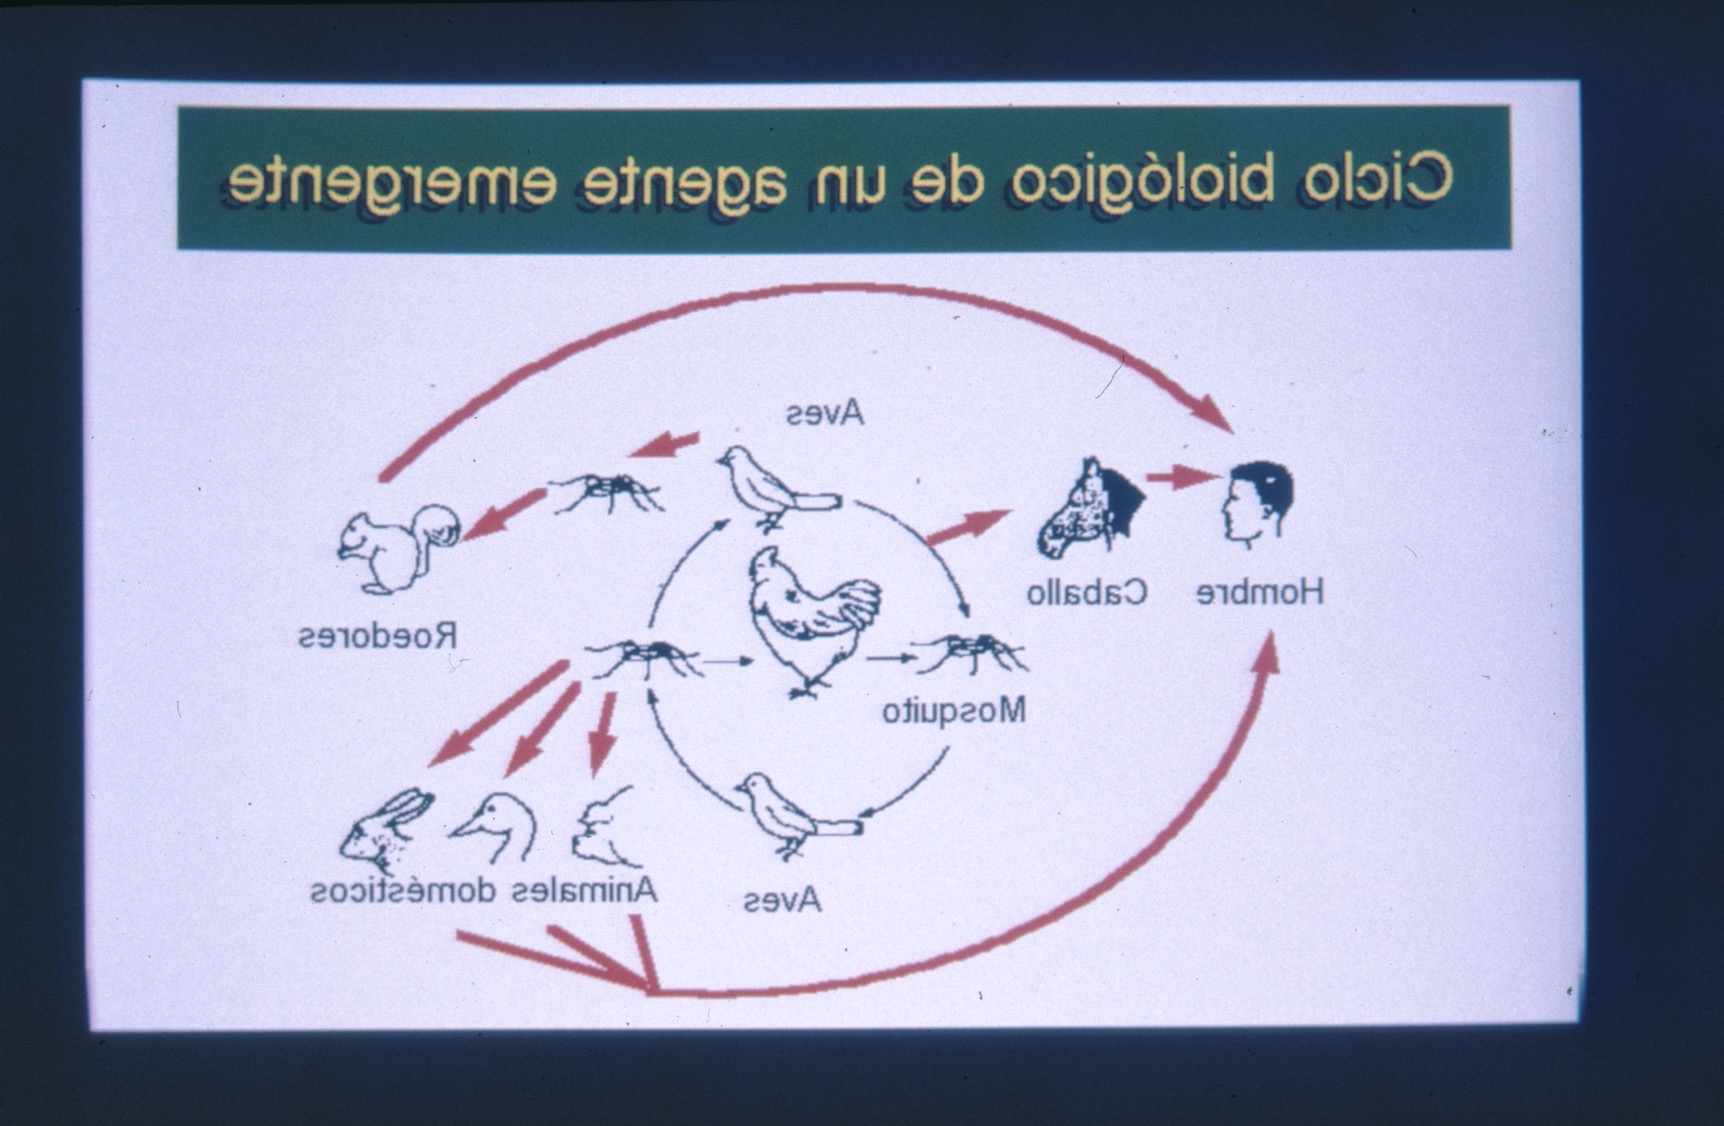 Ciclo biológico de un agente emergente
Aves
Hombre
Caballo
Roedores
Mosquito
Animales domésticos
Aves